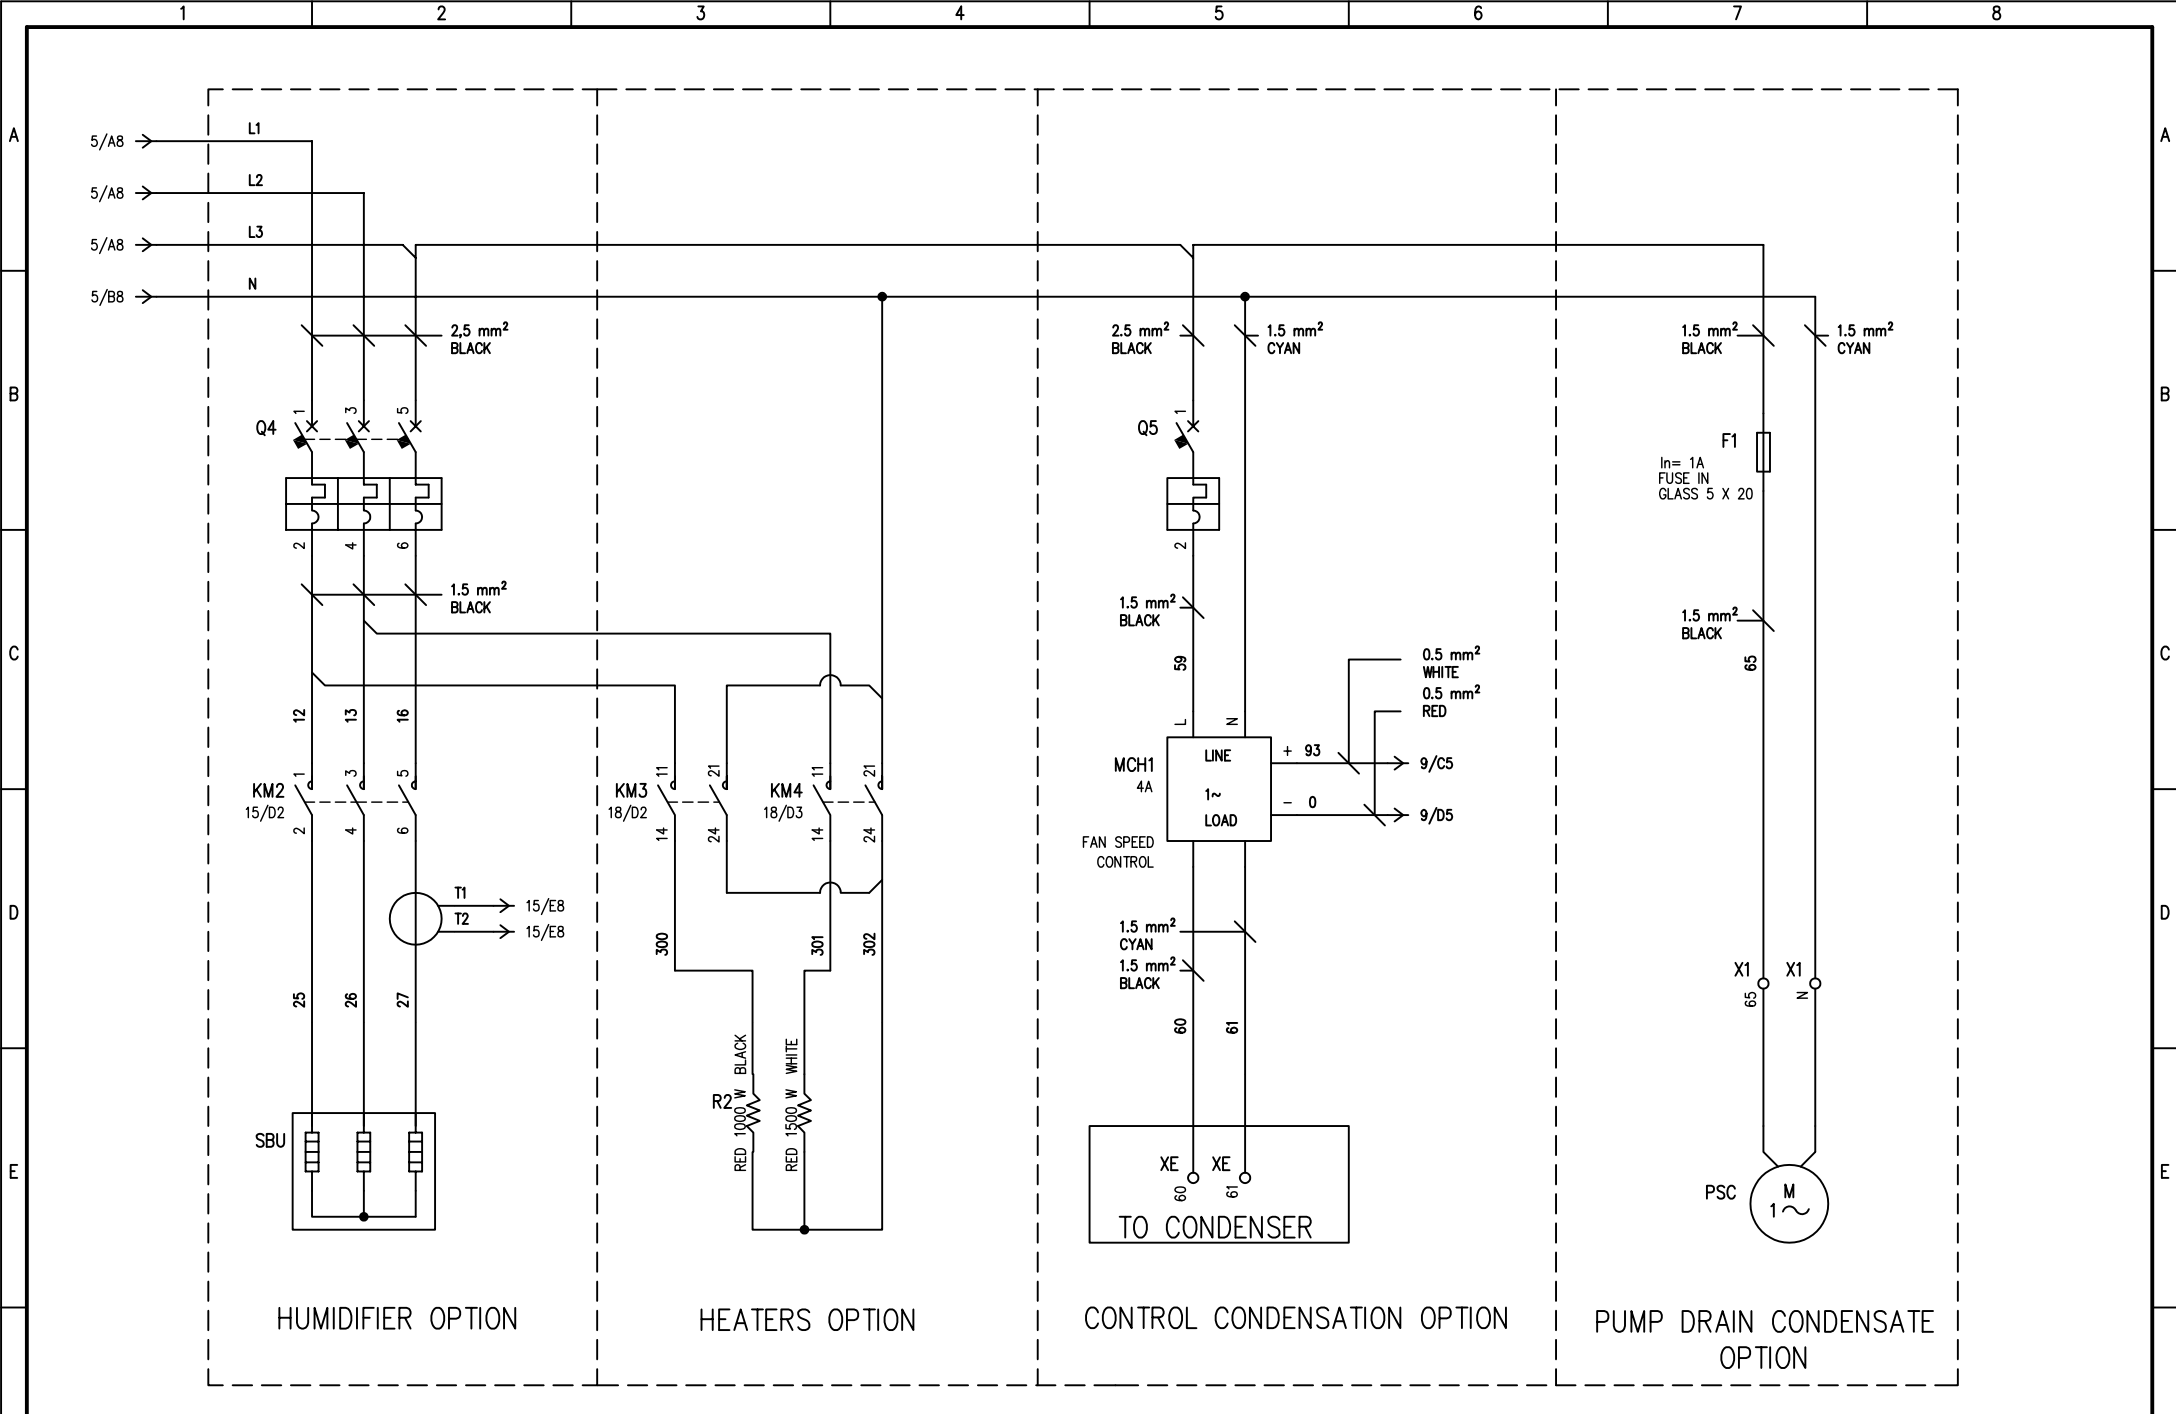 1 2 3 4 5 6 7 8
A A
5/A8 L1
5/A8 L2
5/A8 L3
5/B8 N
B B
2,5 mm²
BLACK
2.5 mm²
BLACK
1.5 mm²
CYAN
1.5 mm²
BLACK
1.5 mm²
CYAN
Q4
1 3 5
2 4 6
Q5
1
2
F1
In= 1A
FUSE IN
GLASS 5 X 20
1.5 mm²
BLACK
1.5 mm²
BLACK
1.5 mm²
BLACK
C C
59
65
0.5 mm²
WHITE
0.5 mm²
RED
12 13 16
L N
KM2
15/D2
1 3 5
2 4 6
KM3
18/D2
11 21
14 24
KM4
18/D3
11 21
14 24
MCH1
4A
LINE
1~
LOAD
+ 93
9/C5
- 0
9/D5
FAN SPEED
CONTROL
D D
T1
15/E8
T2
15/E8
300 301 302
1.5 mm²
CYAN
1.5 mm²
BLACK
X1 X1
65 N
25 26 27
60 61
SBU
R2
RED 1000 W BLACK
RED 1500 W WHITE
E E
XE XE
60 61
TO CONDENSER
PSC
M
1~
HUMIDIFIER OPTION
HEATERS OPTION
CONTROL CONDENSATION OPTION
PUMP DRAIN CONDENSATE
OPTION